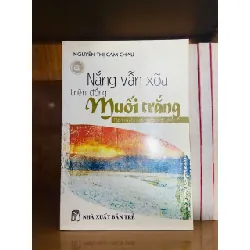 NGUYỄN THỊ CẨM CHÂU
Nắng vẫn xõa
trên đồng
Muối trắng
NHÀ XUẤT BẢN TRẺ